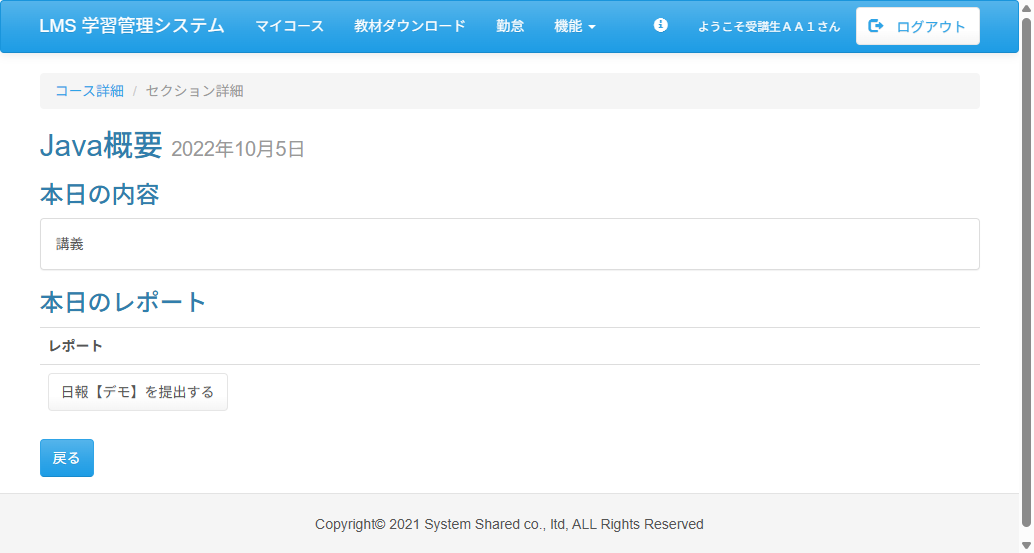 LMS 学習管理システム マイコース 教材ダウンロード 勤怠 機能 ようこそ受講生ＡＡ１さん ログアウト
コース詳細 / セクション詳細
Java概要 2022年10月5日
本日の内容
講義
本日のレポート
レポート
日報【デモ】を提出する
戻る
Copyright© 2021 System Shared co., ltd, ALL Rights Reserved